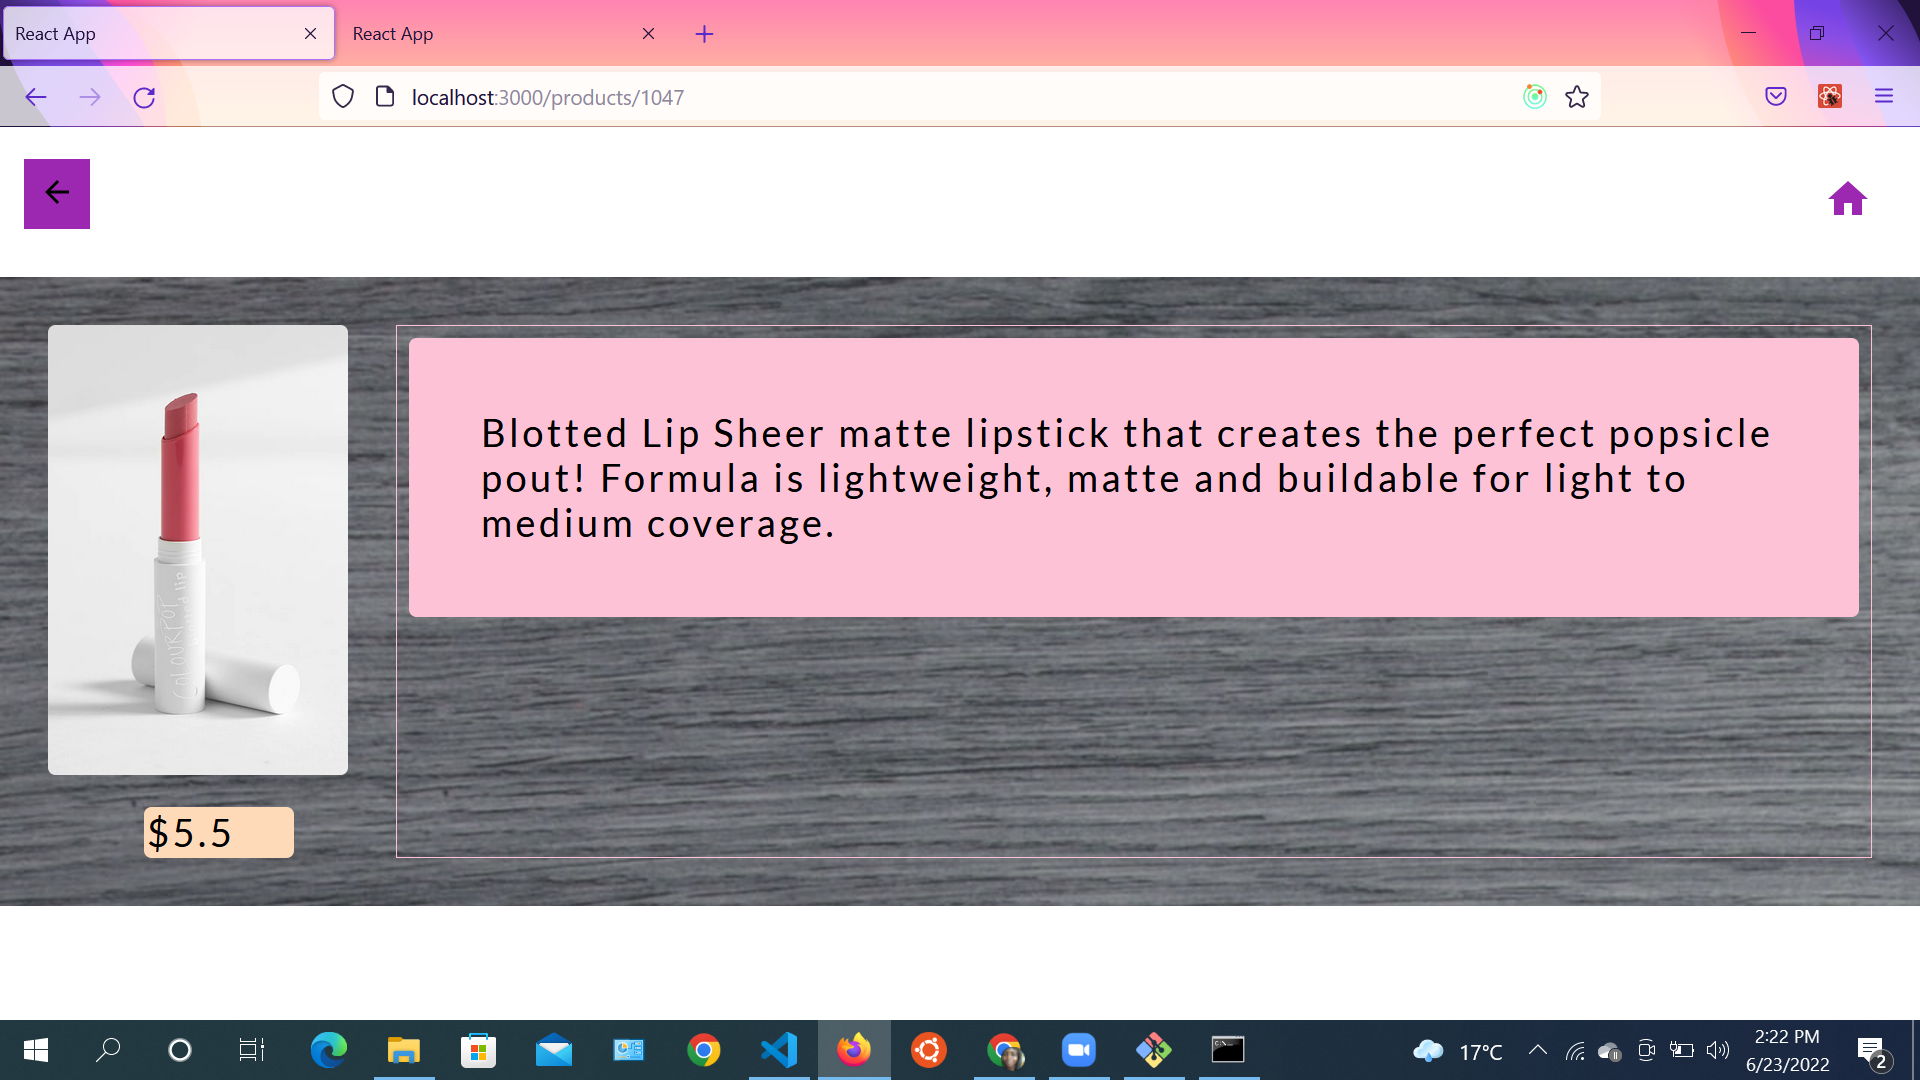 React App
React App
localhost:3000/products/1047
Blotted Lip Sheer matte lipstick that creates the perfect popsicle
pout! Formula is lightweight, matte and buildable for light to
medium coverage.
COLOURPOP
blotted lip
$5.5
17°C
2:22 PM
6/23/2022
2